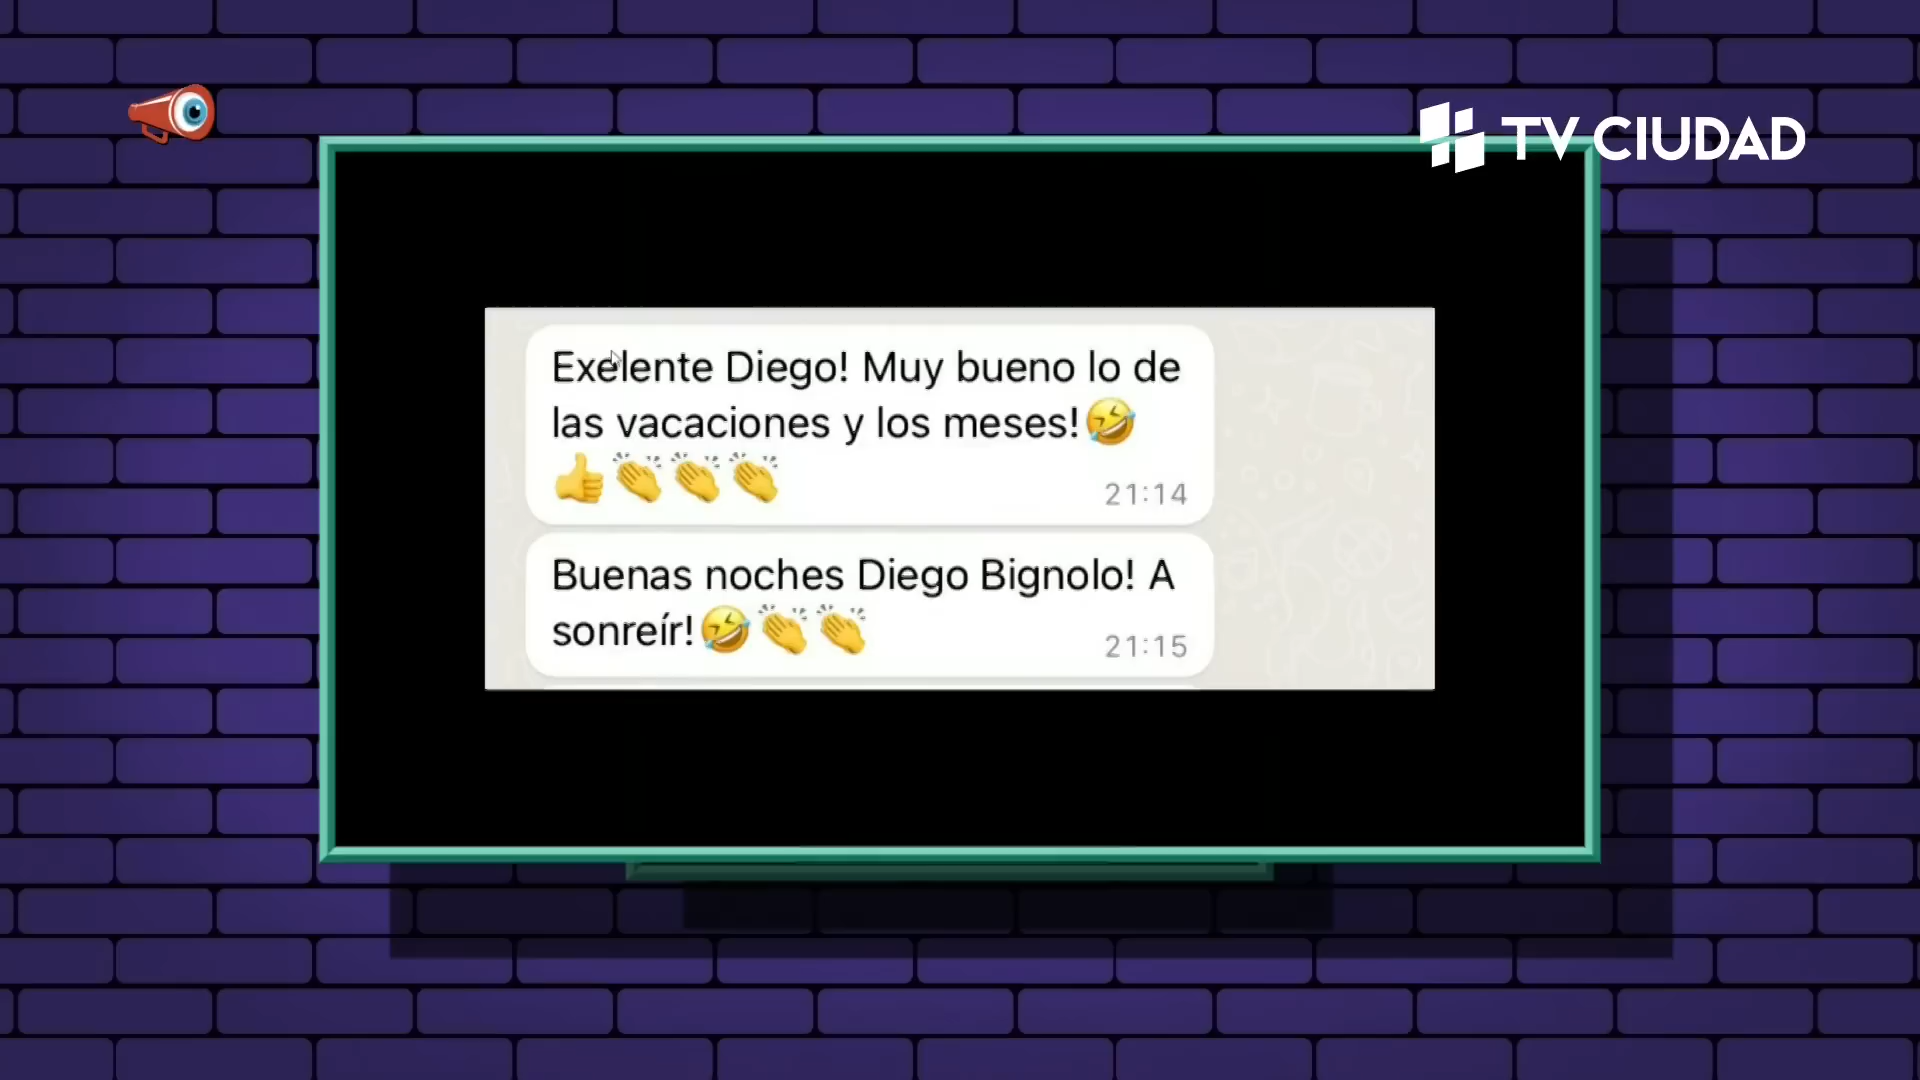 TV CIUDAD
Exelente Diego! Muy bueno lo de
las vacaciones y los meses!🤣
👍👏👏👏
21:14
Buenas noches Diego Bignolo! A
sonreír!🤣👏👏
21:15